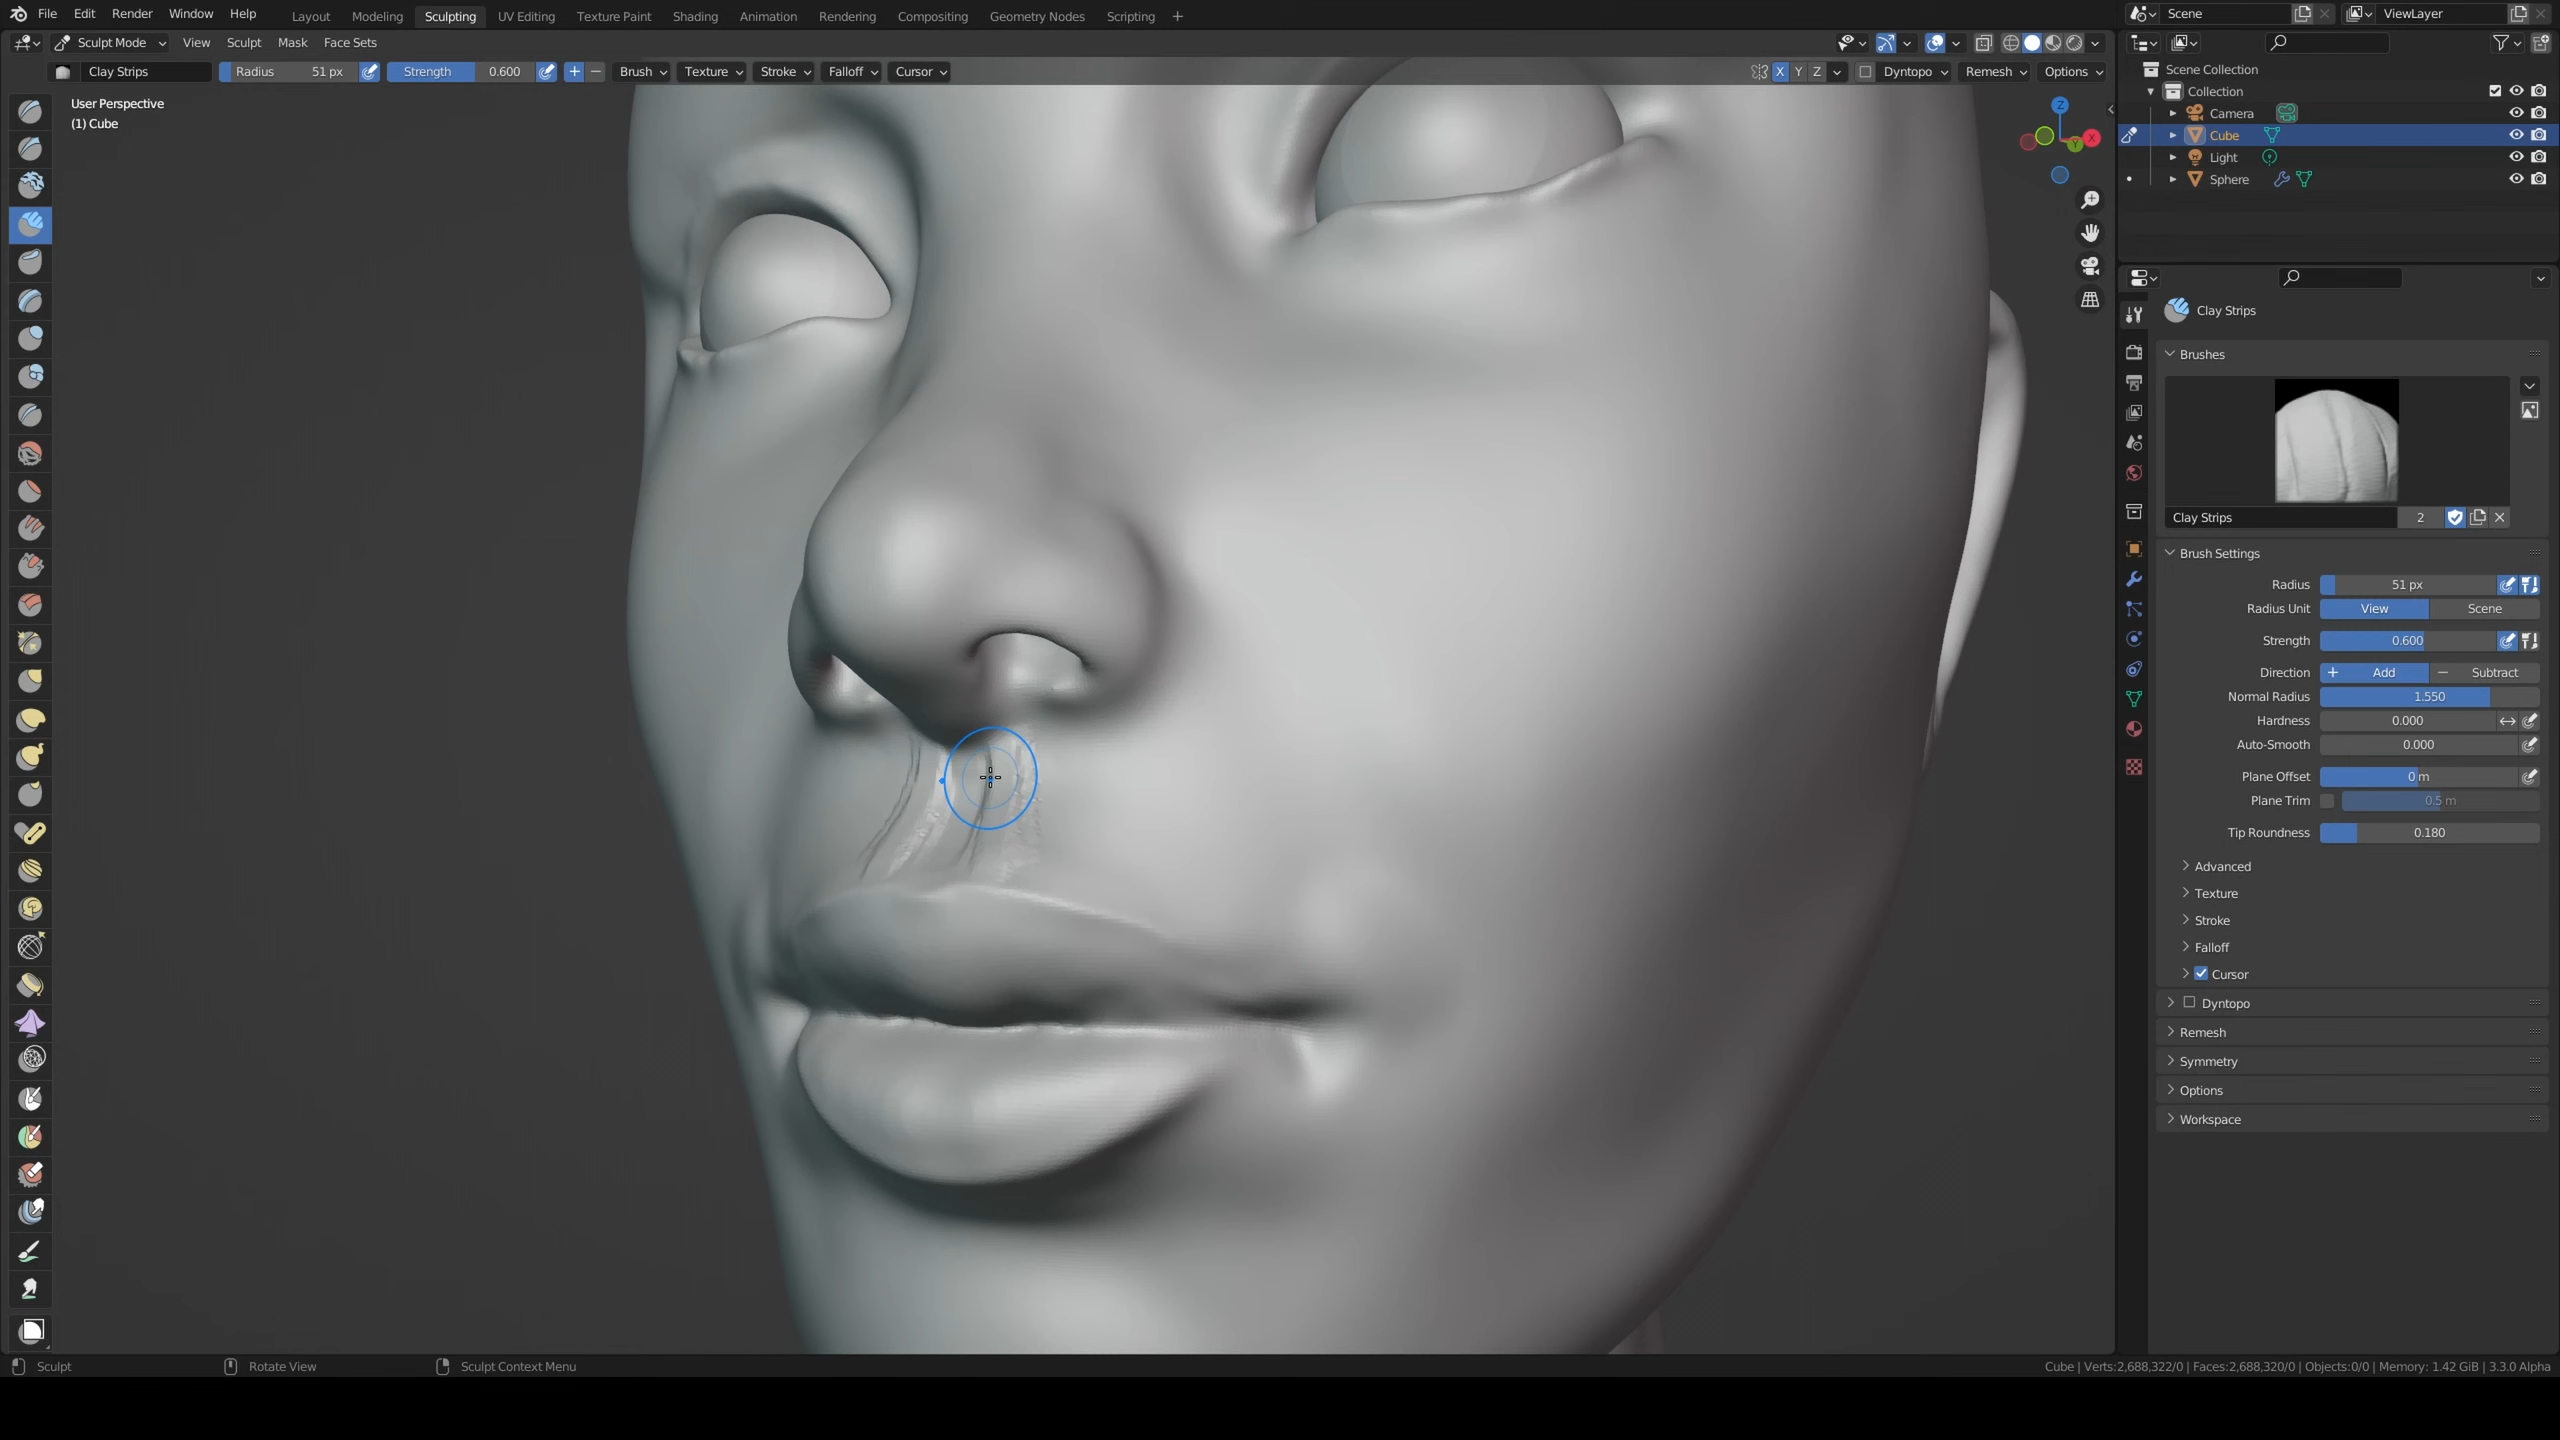 File Edit Render Window Help Layout Modeling Sculpting UV Editing Texture Paint Shading Animation Rendering Compositing Geometry Nodes Scripting +
Scene
ViewLayer
Sculpt Mode View Sculpt Mask Face Sets
Clay Strips Radius 51 px Strength 0.600 Brush Texture Stroke Falloff Cursor X Y Z Dyntopo Remesh Options
User Perspective
(1) Cube
Z
X
Y
Scene Collection
Collection
Camera
Cube
Light
Sphere
Clay Strips
Brushes
Clay Strips 2
Brush Settings
Radius 51 px
Radius Unit View Scene
Strength 0.600
Direction + Add − Subtract
Normal Radius 1.550
Hardness 0.000
Auto-Smooth 0.000
Plane Offset 0 m
Plane Trim 0.5 m
Tip Roundness 0.180
Advanced
Texture
Stroke
Falloff
Cursor
Dyntopo
Remesh
Symmetry
Options
Workspace
Sculpt Rotate View Sculpt Context Menu
Cube | Verts:2,688,322/0 | Faces:2,688,320/0 | Objects:0/0 | Memory: 1.42 GiB | 3.3.0 Alpha